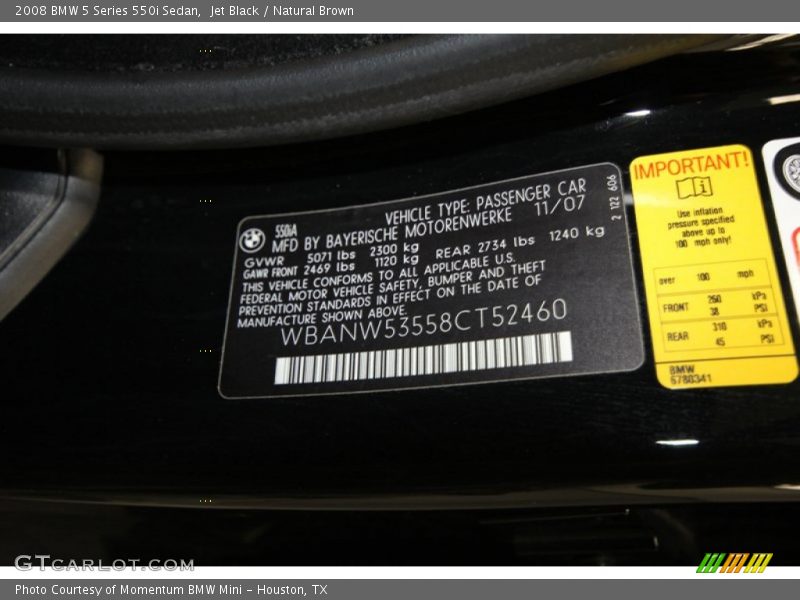 2008 BMW 5 Series 550i Sedan,  Jet Black / Natural Brown
550iA
VEHICLE TYPE: PASSENGER CAR
MFD BY BAYERISCHE MOTORENWERKE 11/07
GVWR 5071 lbs 2300 kg
GAWR FRONT 2469 lbs 1120 kg REAR 2734 lbs 1240 kg
THIS VEHICLE CONFORMS TO ALL APPLICABLE U.S.
FEDERAL MOTOR VEHICLE SAFETY, BUMPER AND THEFT
PREVENTION STANDARDS IN EFFECT ON THE DATE OF
MANUFACTURE SHOWN ABOVE.
WBANW53558CT52460
2 122 606
IMPORTANT!
Use inflation
pressure specified
above up to
100 mph only!
over 100 mph
FRONT 260 kPa
38 PSI
REAR 310 kPa
45 PSI
BMW
6780341
GTCARLOT.COM
Photo Courtesy of Momentum BMW Mini - Houston, TX